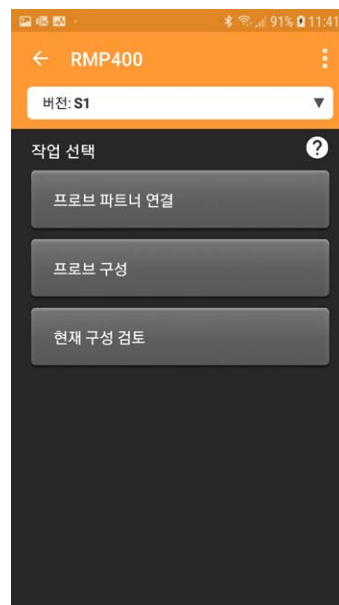 91% 11:41
RMP400
버전: S1
작업 선택
프로브 파트너 연결
프로브 구성
현재 구성 검토